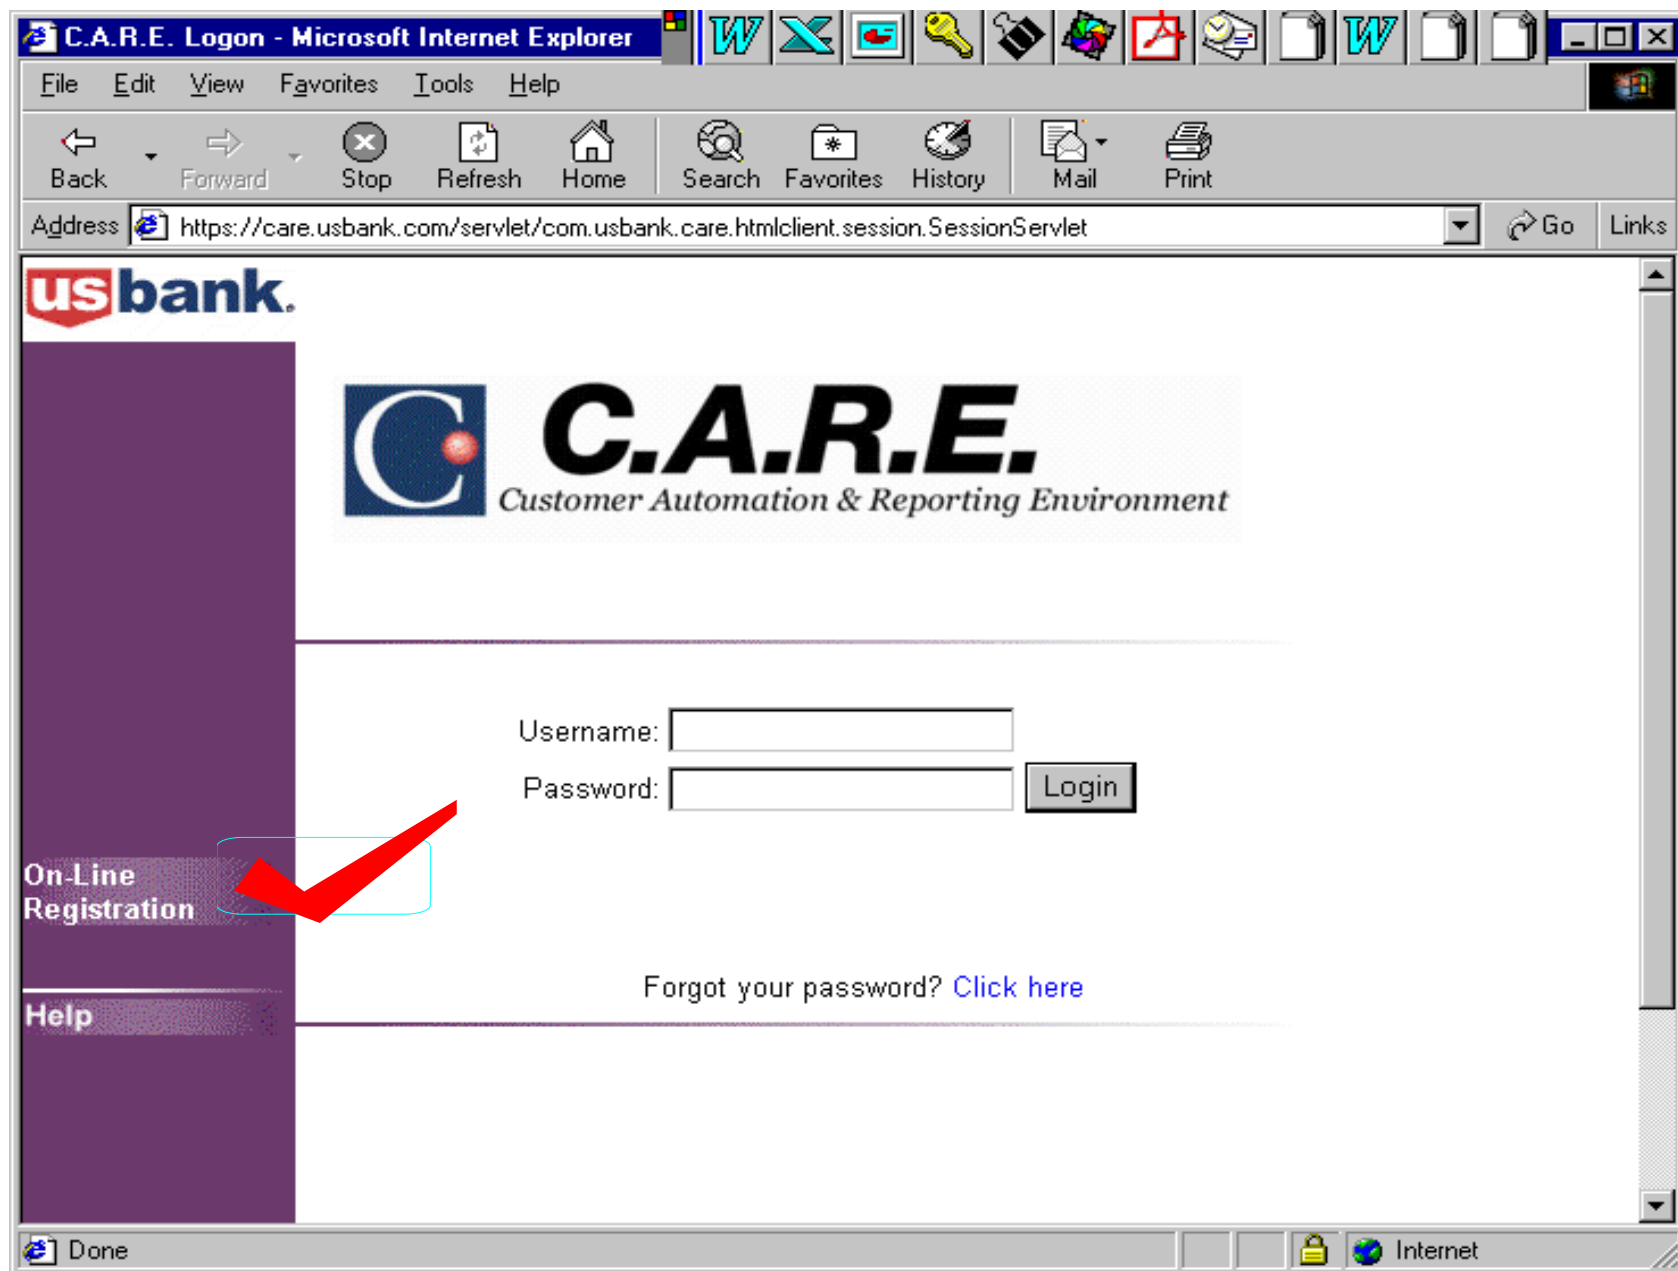 C.A.R.E. Logon - Microsoft Internet Explorer
File Edit View Favorites Tools Help
Back Forward Stop Refresh Home Search Favorites History Mail Print
Address https://care.usbank.com/servlet/com.usbank.care.htmlclient.session.SessionServlet Go Links
usbank.
C C.A.R.E.
Customer Automation & Reporting Environment
Username:
Password: Login
On-Line
Registration
Forgot your password? Click here
Help
Done Internet